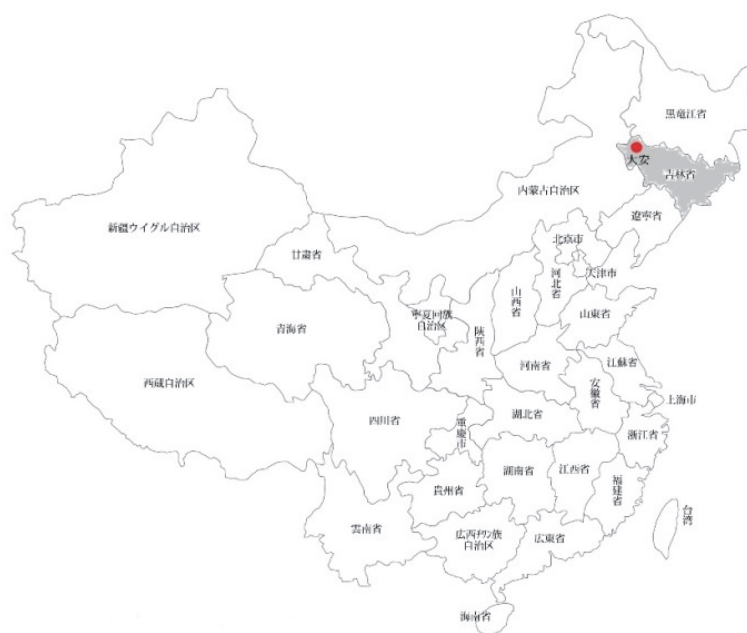 黒竜江省
大安
吉林省
内蒙古自治区
遼寧省
新疆ウイグル自治区
北京市
甘粛省
天津市
河北省
山西省
寧夏回族
自治区
山東省
青海省
陝西省
河南省
江蘇省
西蔵自治区
安徽省
上海市
四川省
湖北省
重慶市
浙江省
湖南省
江西省
貴州省
福建省
台湾
雲南省
広西ﾁﾜﾝ族
自治区
広東省
海南省